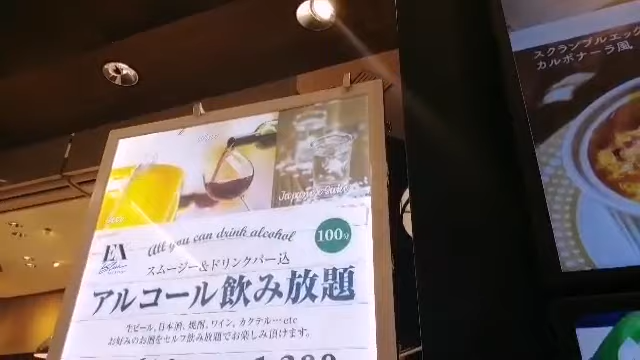 スクランブルエッグ
カルボナーラ風
Japanese Sake
EX
All you can drink alcohol
100分
スムージー&ドリンクバー込
アルコール飲み放題
生ビール、日本酒、焼酎、ワイン、カクテル…etc
お好みのお酒をセルフ飲み放題でお楽しみ頂けます。